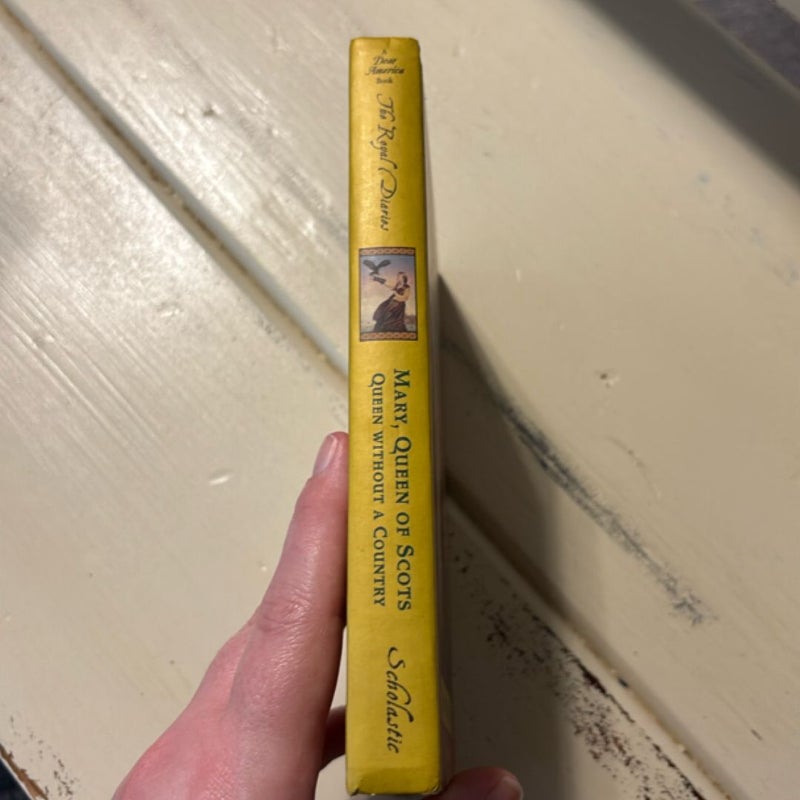 A
Dear
America
Book
The Royal Diaries
MARY, QUEEN OF SCOTS
QUEEN WITHOUT A COUNTRY
Scholastic